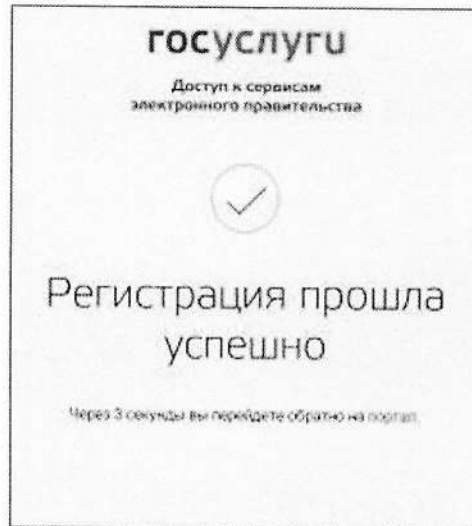 госуслуги
Доступ к сервисам
электронного правительства
Регистрация прошла
успешно
Через 3 секунды вы перейдете обратно на портал.